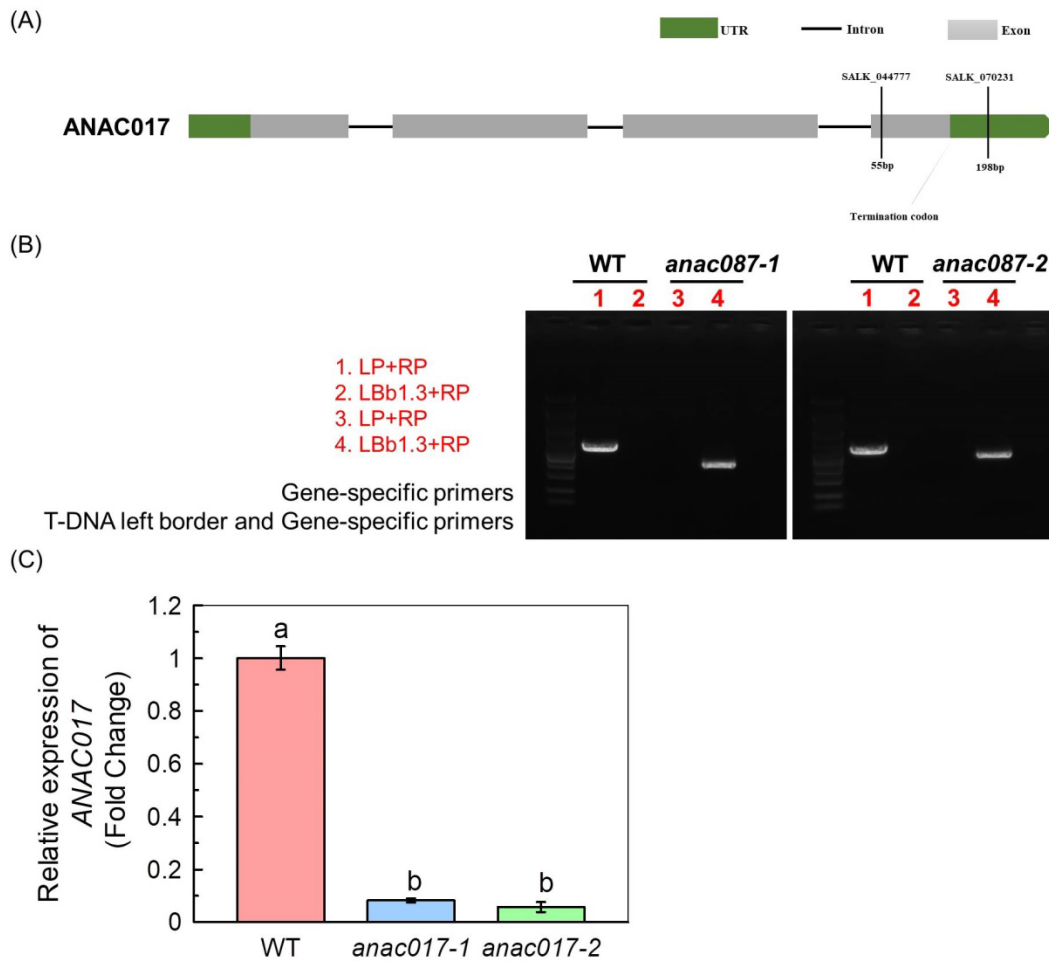 (A)
UTR
Intron
Exon
SALK_044777
SALK_070231
ANAC017
55bp
198bp
Termination codon
(B)
WT
anac087-1
WT
anac087-2
1 2 3 4
1 2 3 4
1. LP+RP
2. LBb1.3+RP
3. LP+RP
4. LBb1.3+RP
Gene-specific primers
T-DNA left border and Gene-specific primers
(C)
Relative expression of
ANAC017
(Fold Change)
1.2
1
0.8
0.6
0.4
0.2
0
a
b
b
WT
anac017-1
anac017-2